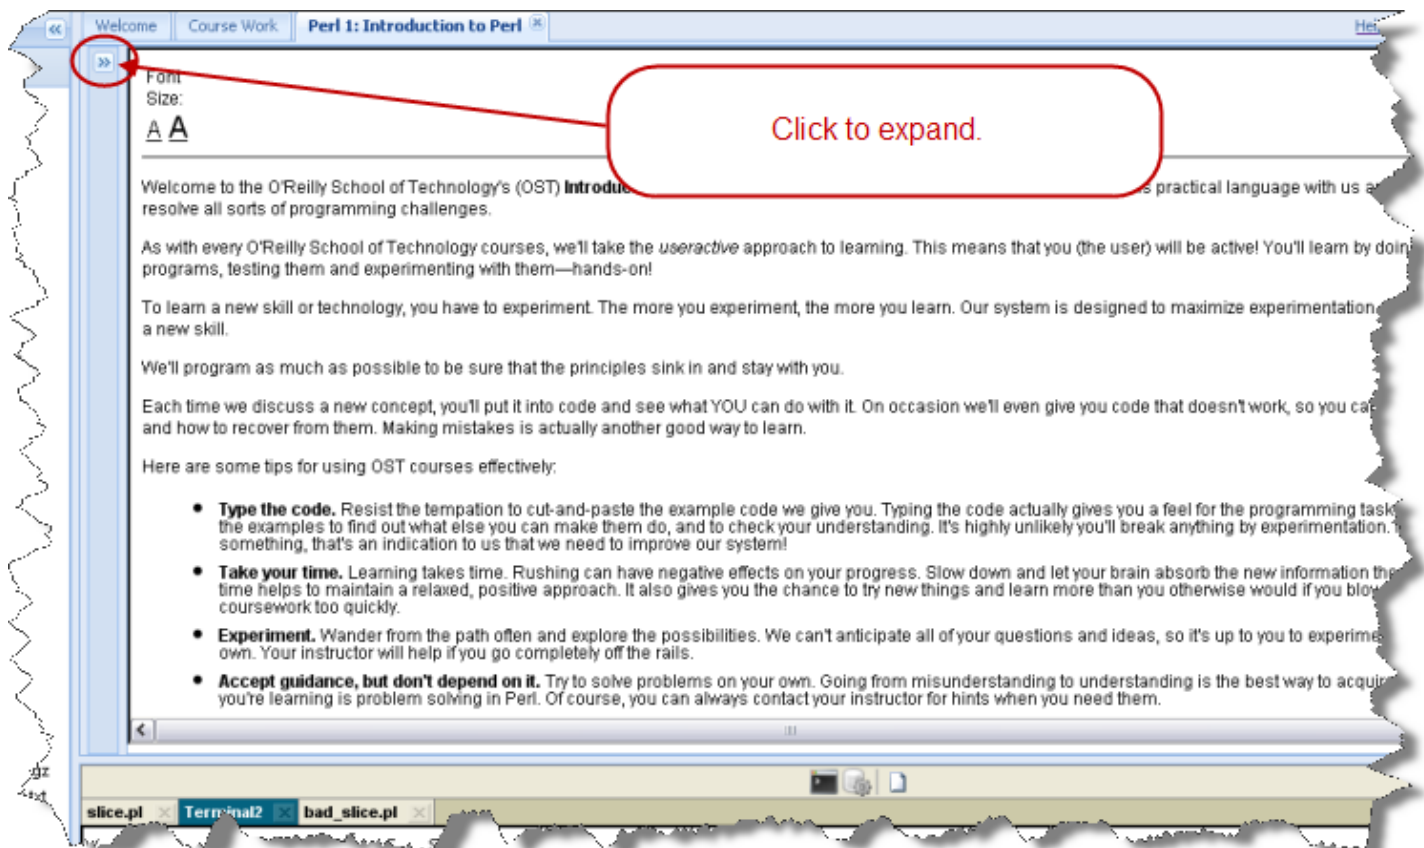 Welcome Course Work Perl 1: Introduction to Perl
Font
Size:
A A
Click to expand.
Welcome to the O'Reilly School of Technology's (OST) practical language with us
resolve all sorts of programming challenges.
As with every O'Reilly School of Technology courses, we'll take the useractive approach to learning. This means that you (the user) will be active! You'll learn by doing
programs, testing them and experimenting with them—hands-on!
To learn a new skill or technology, you have to experiment. The more you experiment, the more you learn. Our system is designed to maximize experimentation
a new skill.
We'll program as much as possible to be sure that the principles sink in and stay with you.
Each time we discuss a new concept, you'll put it into code and see what YOU can do with it. On occasion we'll even give you code that doesn't work, so you
and how to recover from them. Making mistakes is actually another good way to learn.
Here are some tips for using OST courses effectively:
• Type the code. Resist the tempation to cut-and-paste the example code we give you. Typing the code actually gives you a feel for the programming task
the examples to find out what else you can make them do, and to check your understanding. It's highly unlikely you'll break anything by experimentation.
something, that's an indication to us that we need to improve our system!
• Take your time. Learning takes time. Rushing can have negative effects on your progress. Slow down and let your brain absorb the new information
time helps to maintain a relaxed, positive approach. It also gives you the chance to try new things and learn more than you otherwise would if you
coursework too quickly.
• Experiment. Wander from the path often and explore the possibilities. We can't anticipate all of your questions and ideas, so it's up to you to
own. Your instructor will help if you go completely off the rails.
• Accept guidance, but don't depend on it. Try to solve problems on your own. Going from misunderstanding to understanding is the best way to
you're learning is problem solving in Perl. Of course, you can always contact your instructor for hints when you need them.
slice.pl Terminal2 bad_slice.pl